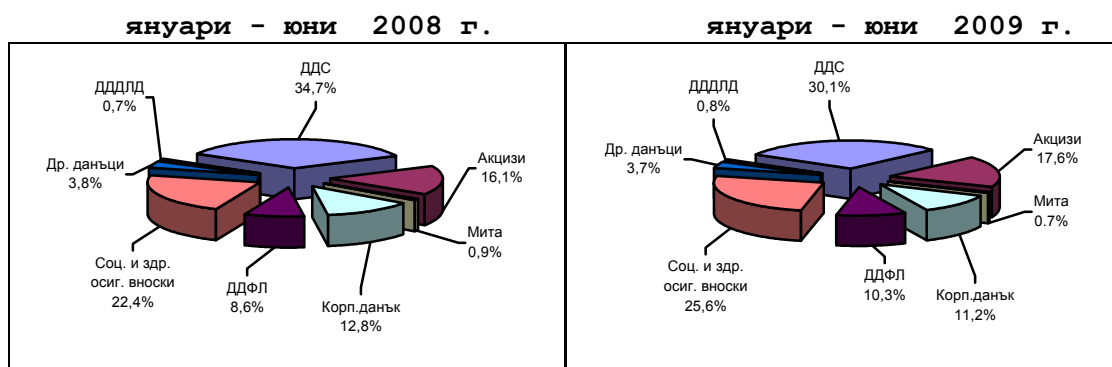 януари - юни 2008 г.
ДДС
34,7%
ДДДЛД
0,7%
Др. данъци
3,8%
Акцизи
16,1%
Мита
0,9%
Соц. и здр.
осиг. вноски
22,4%
ДДФЛ
8,6%
Корп.данък
12,8%
януари - юни 2009 г.
ДДС
30,1%
ДДДЛД
0,8%
Др. данъци
3,7%
Акцизи
17,6%
Мита
0.7%
Соц. и здр.
осиг. вноски
25,6%
ДДФЛ
10,3%
Корп.данък
11,2%